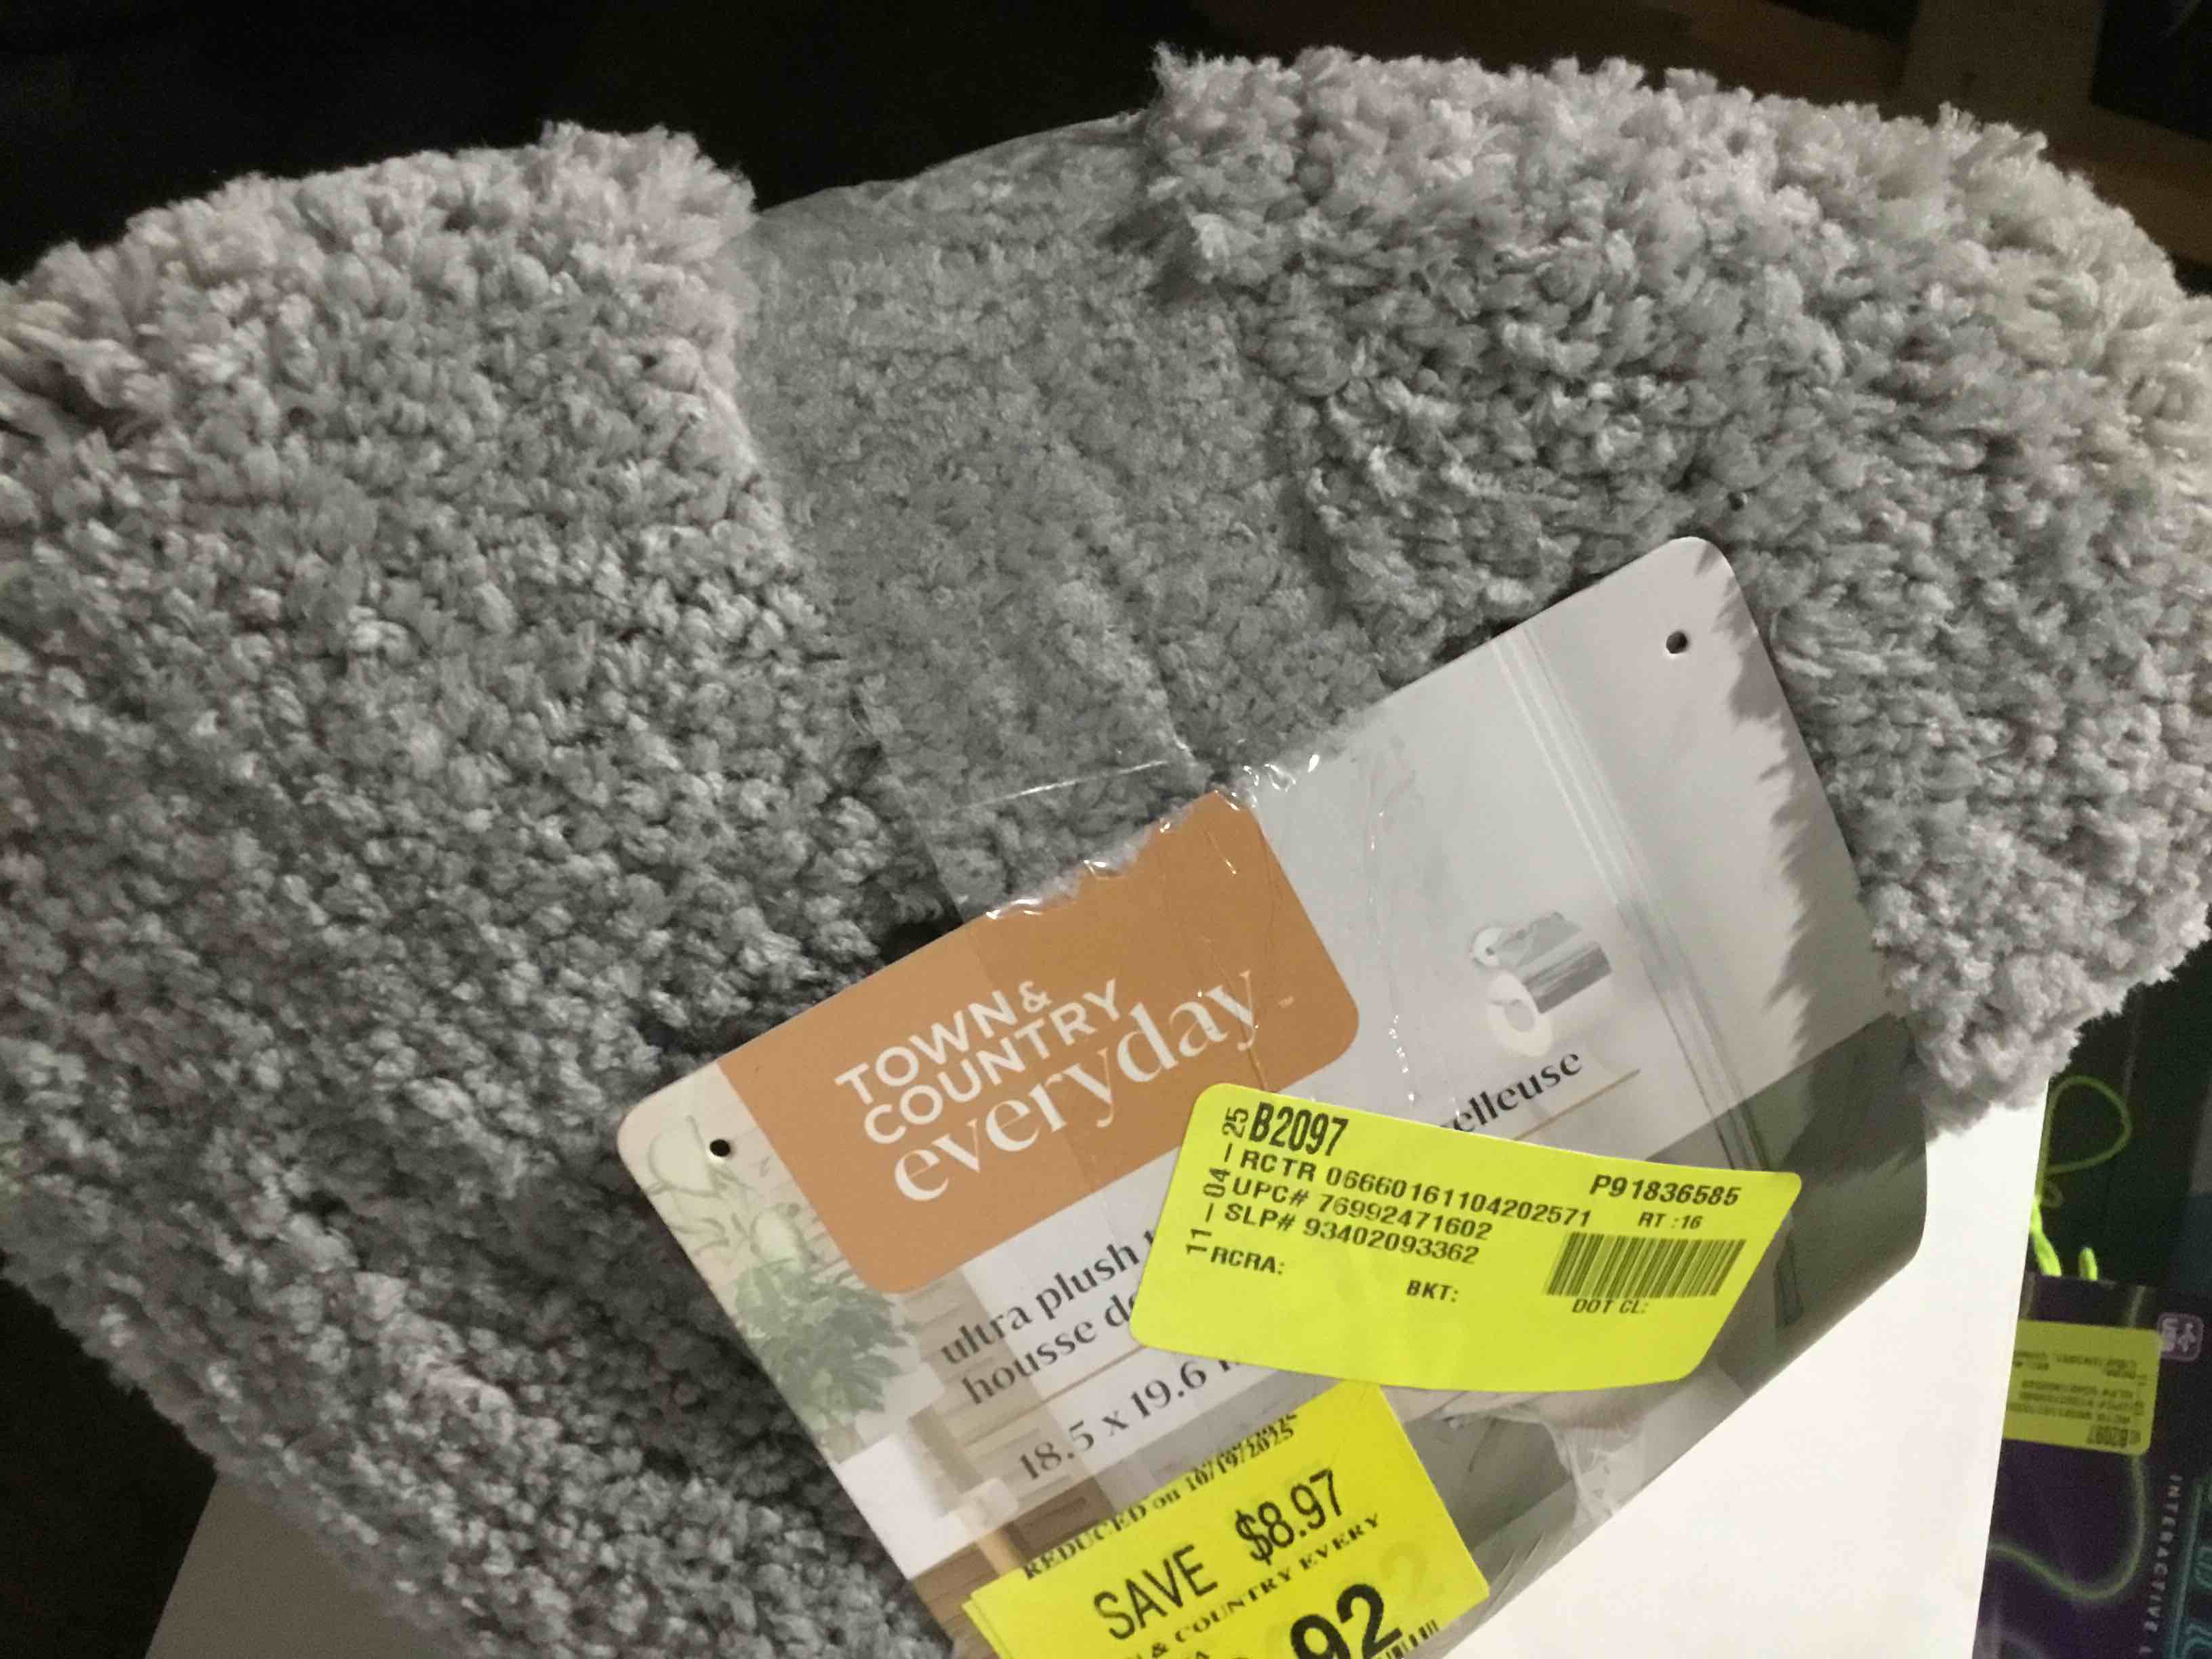 TOWN &
COUNTRY
everyday
ultra plush
housse de
elleuse
18.5 x 19.6
11-04-25
B2097
P91836585
RCTR 06660161104202571
RT :16
UPC# 76992471602
SLP# 93402093362
RCRA:
BKT:
DOT CL:
REDUCED on 10/19/2025
SAVE $8.97
& COUNTRY EVERY
92
B2097
INTERACTIVE